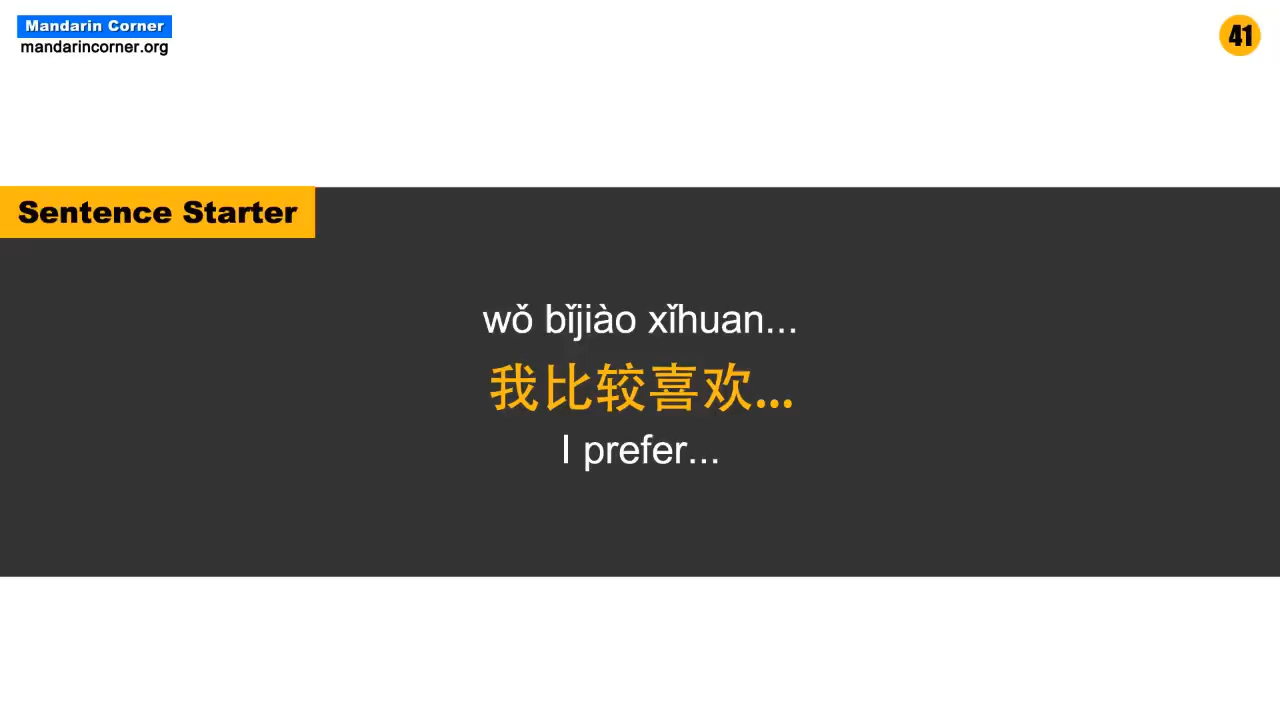 Mandarin Corner
mandarincorner.org
41
Sentence Starter
wǒ bǐjiào xǐhuan...
我比较喜欢...
I prefer...